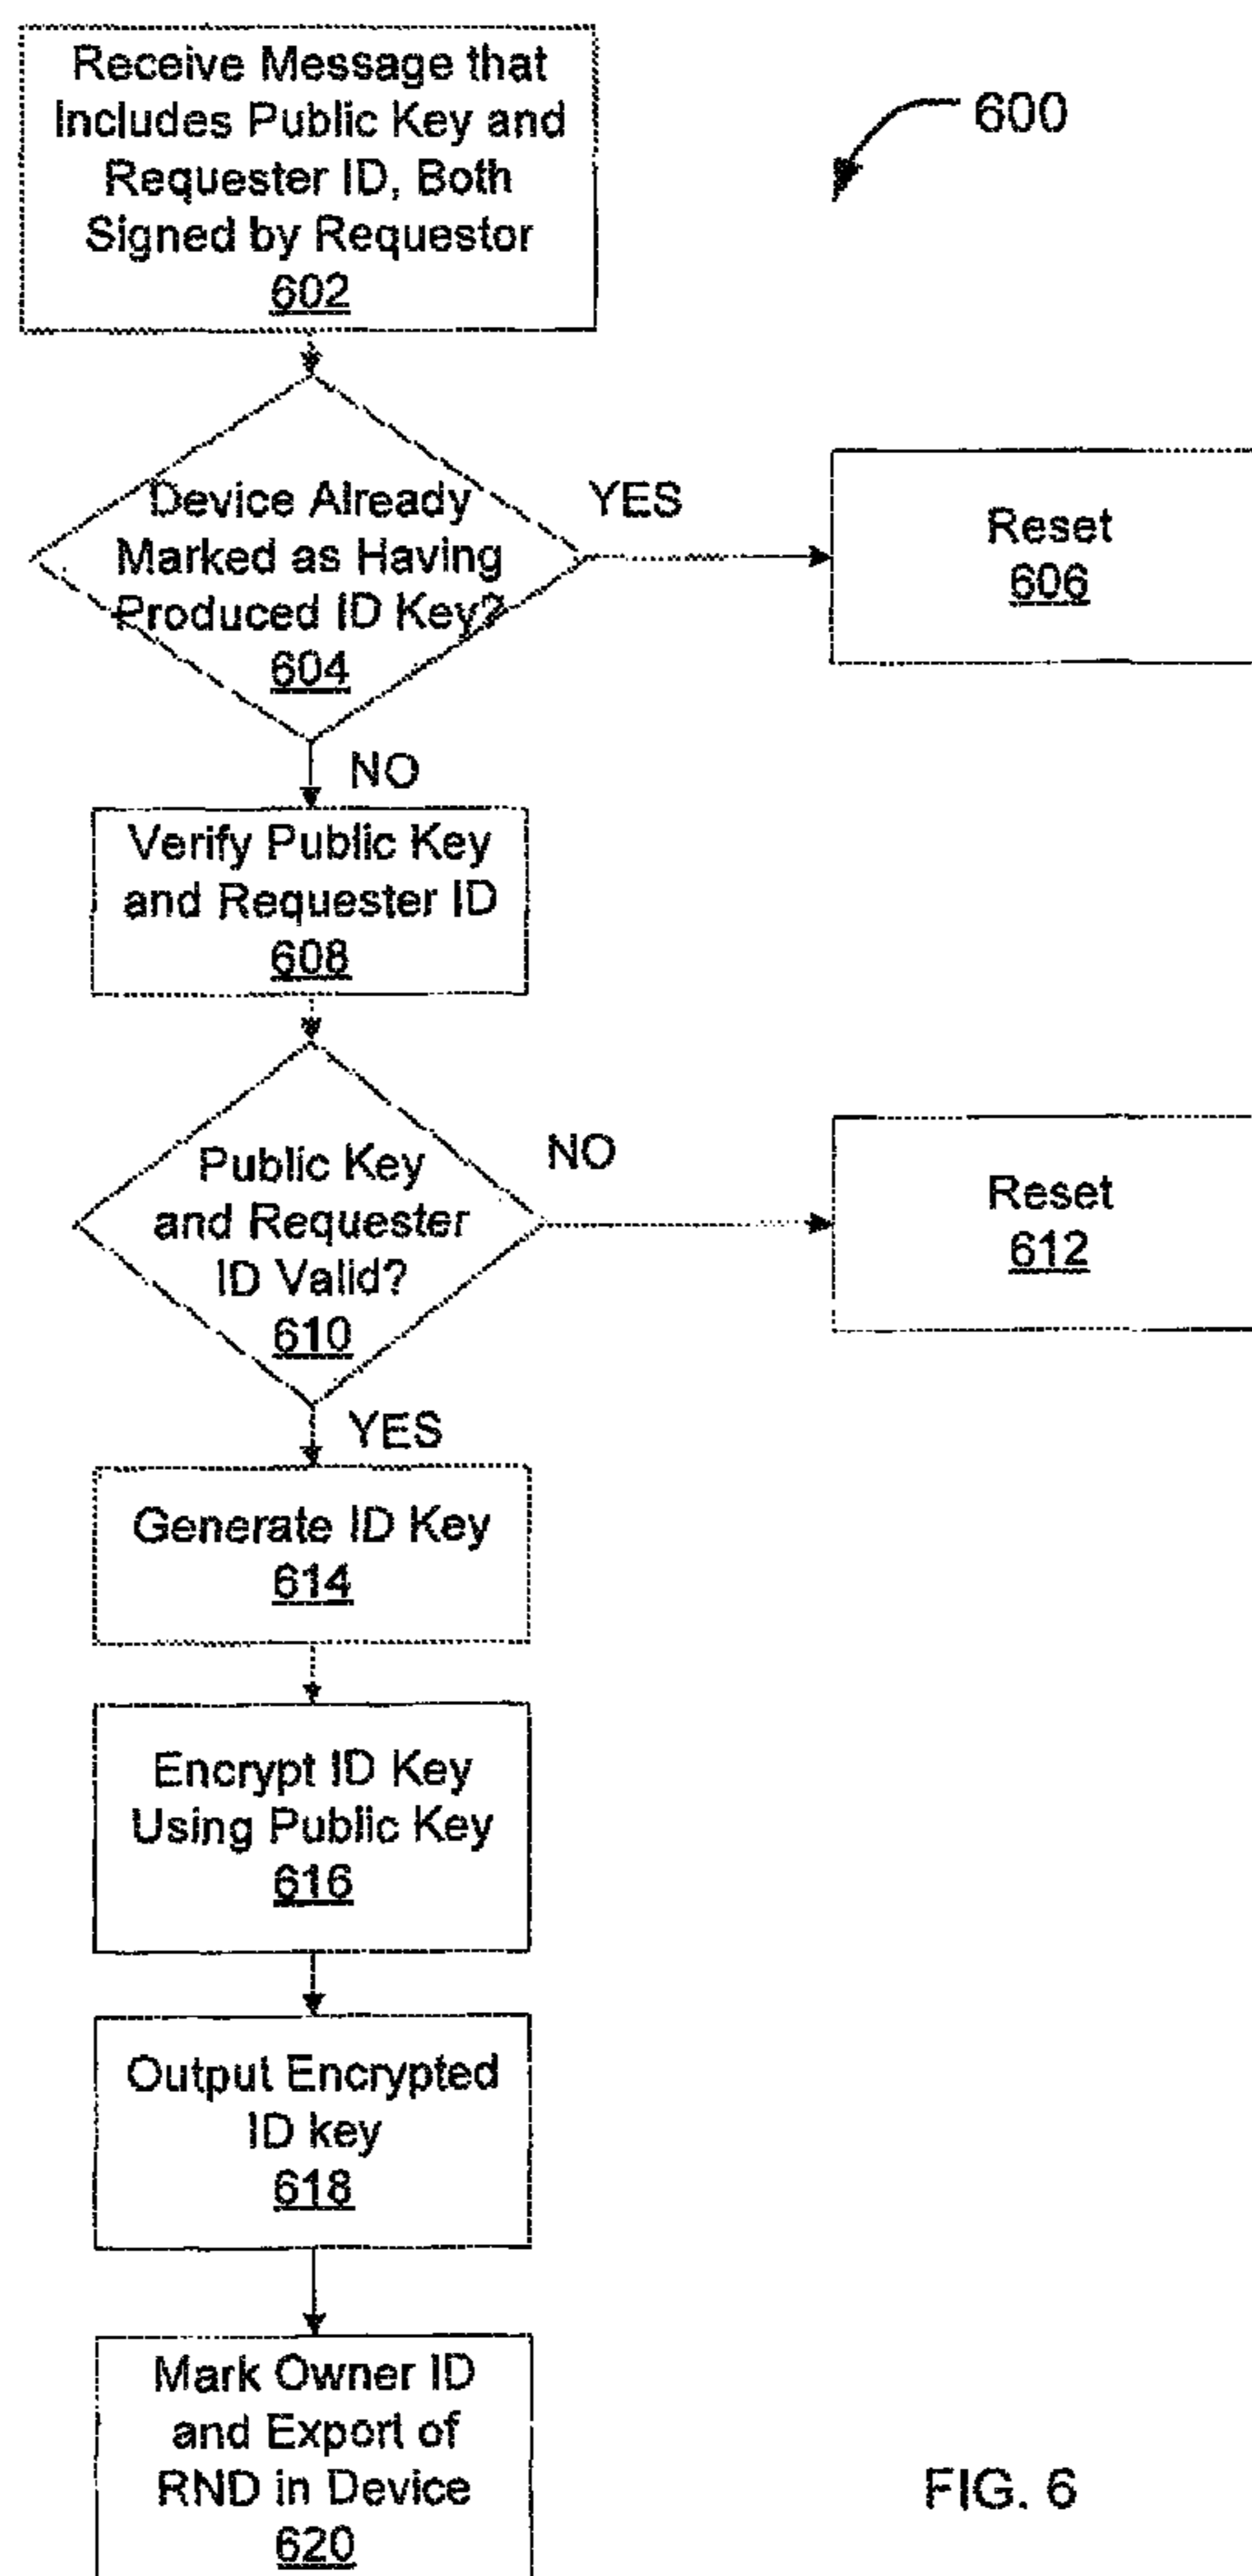 Receive Message that
Includes Public Key and
Requester ID, Both
Signed by Requestor
602
600
Device Already
Marked as Having
Produced ID Key?
604
YES
Reset
606
NO
Verify Public Key
and Requester ID
608
Public Key
and Requester
ID Valid?
610
NO
Reset
612
YES
Generate ID Key
614
Encrypt ID Key
Using Public Key
616
Output Encrypted
ID key
618
Mark Owner ID
and Export of
RND in Device
620
FIG. 6